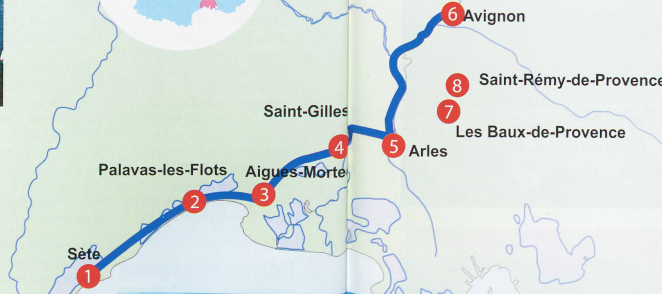 6 Avignon
8 Saint-Rémy-de-Provence
7
Les Baux-de-Provence
Saint-Gilles
4
5 Arles
Palavas-les-Flots
Aigues-Morte
2
3
Sète
1